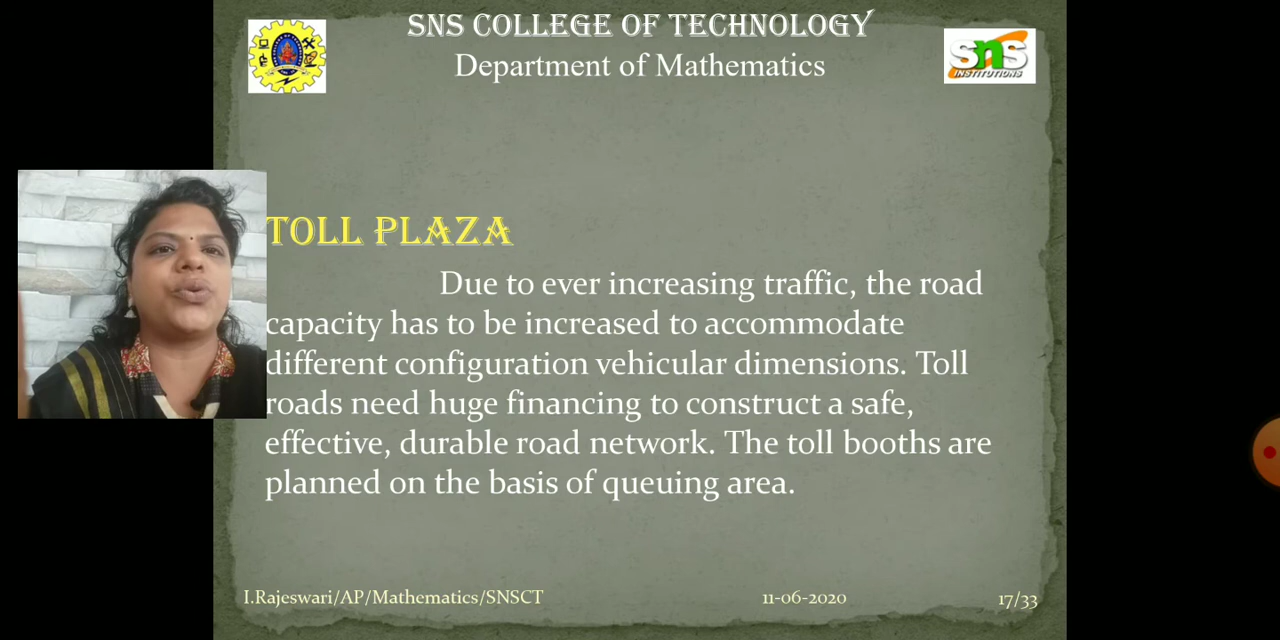 SNS COLLEGE OF TECHNOLOGY
Department of Mathematics
SNS
INSTITUTIONS
TOLL PLAZA
Due to ever increasing traffic, the road
capacity has to be increased to accommodate
different configuration vehicular dimensions. Toll
roads need huge financing to construct a safe,
effective, durable road network. The toll booths are
planned on the basis of queuing area.
I.Rajeswari/AP/Mathematics/SNSCT
11-06-2020
17/33